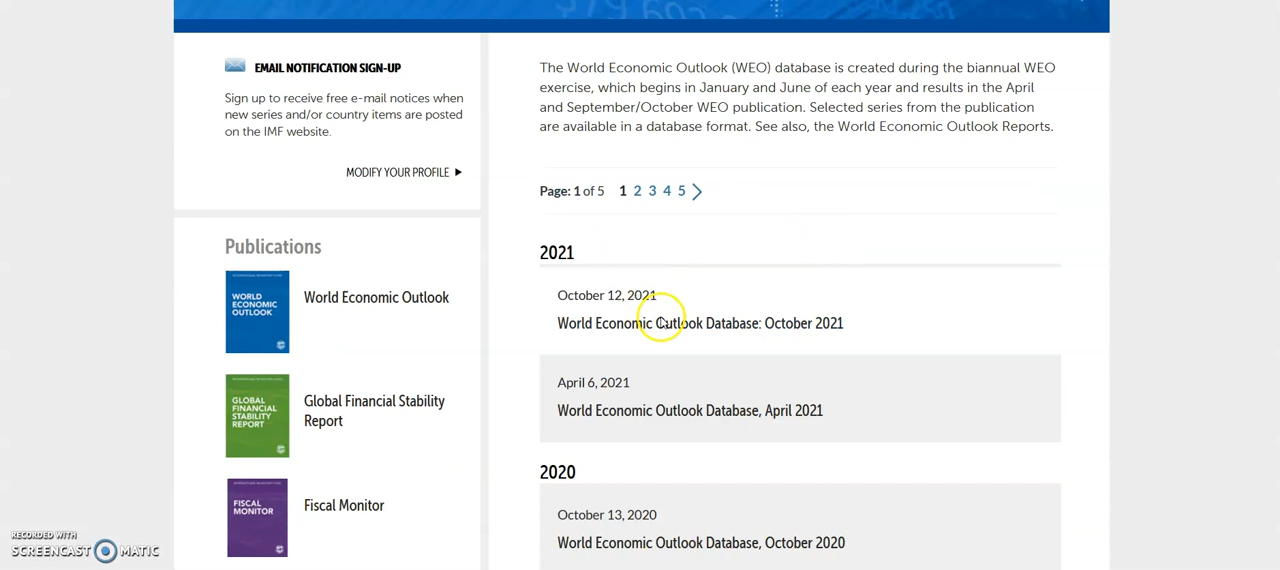 EMAIL NOTIFICATION SIGN-UP
Sign up to receive free e-mail notices when
new series and/or country items are posted
on the IMF website.
MODIFY YOUR PROFILE
Publications
WORLD
ECONOMIC
OUTLOOK
World Economic Outlook
GLOBAL
FINANCIAL
STABILITY
REPORT
Global Financial Stability
Report
FISCAL
MONITOR
Fiscal Monitor
The World Economic Outlook (WEO) database is created during the biannual WEO
exercise, which begins in January and June of each year and results in the April
and September/October WEO publication. Selected series from the publication
are available in a database format. See also, the World Economic Outlook Reports.
Page: 1 of 5 1 2 3 4 5
2021
October 12, 2021
World Economic Outlook Database: October 2021
April 6, 2021
World Economic Outlook Database, April 2021
2020
October 13, 2020
World Economic Outlook Database, October 2020
RECORDED WITH
SCREENCAST MATIC